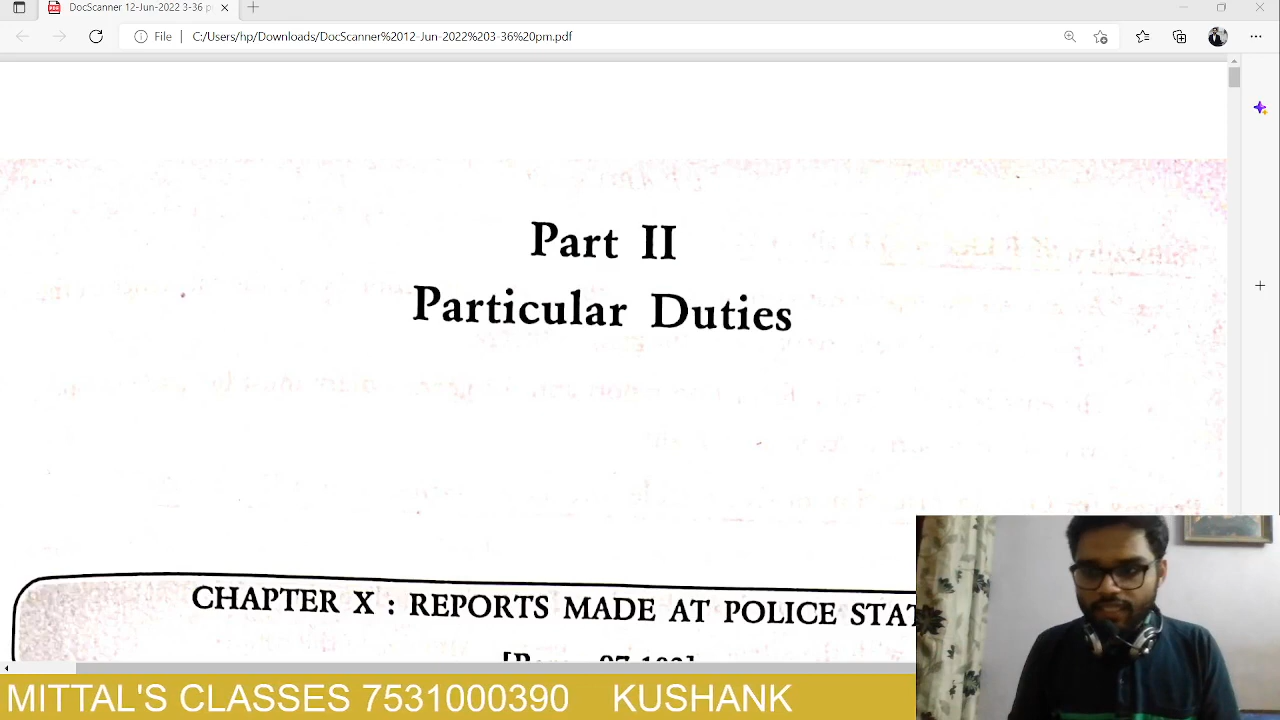 DocScanner 12-Jun-2022 3-36 p
File | C:/Users/hp/Downloads/DocScanner%2012-Jun-2022%203-36%20pm.pdf
Part II
Particular Duties
CHAPTER X : REPORTS MADE AT POLICE STAT
MITTAL'S CLASSES 7531000390 KUSHANK